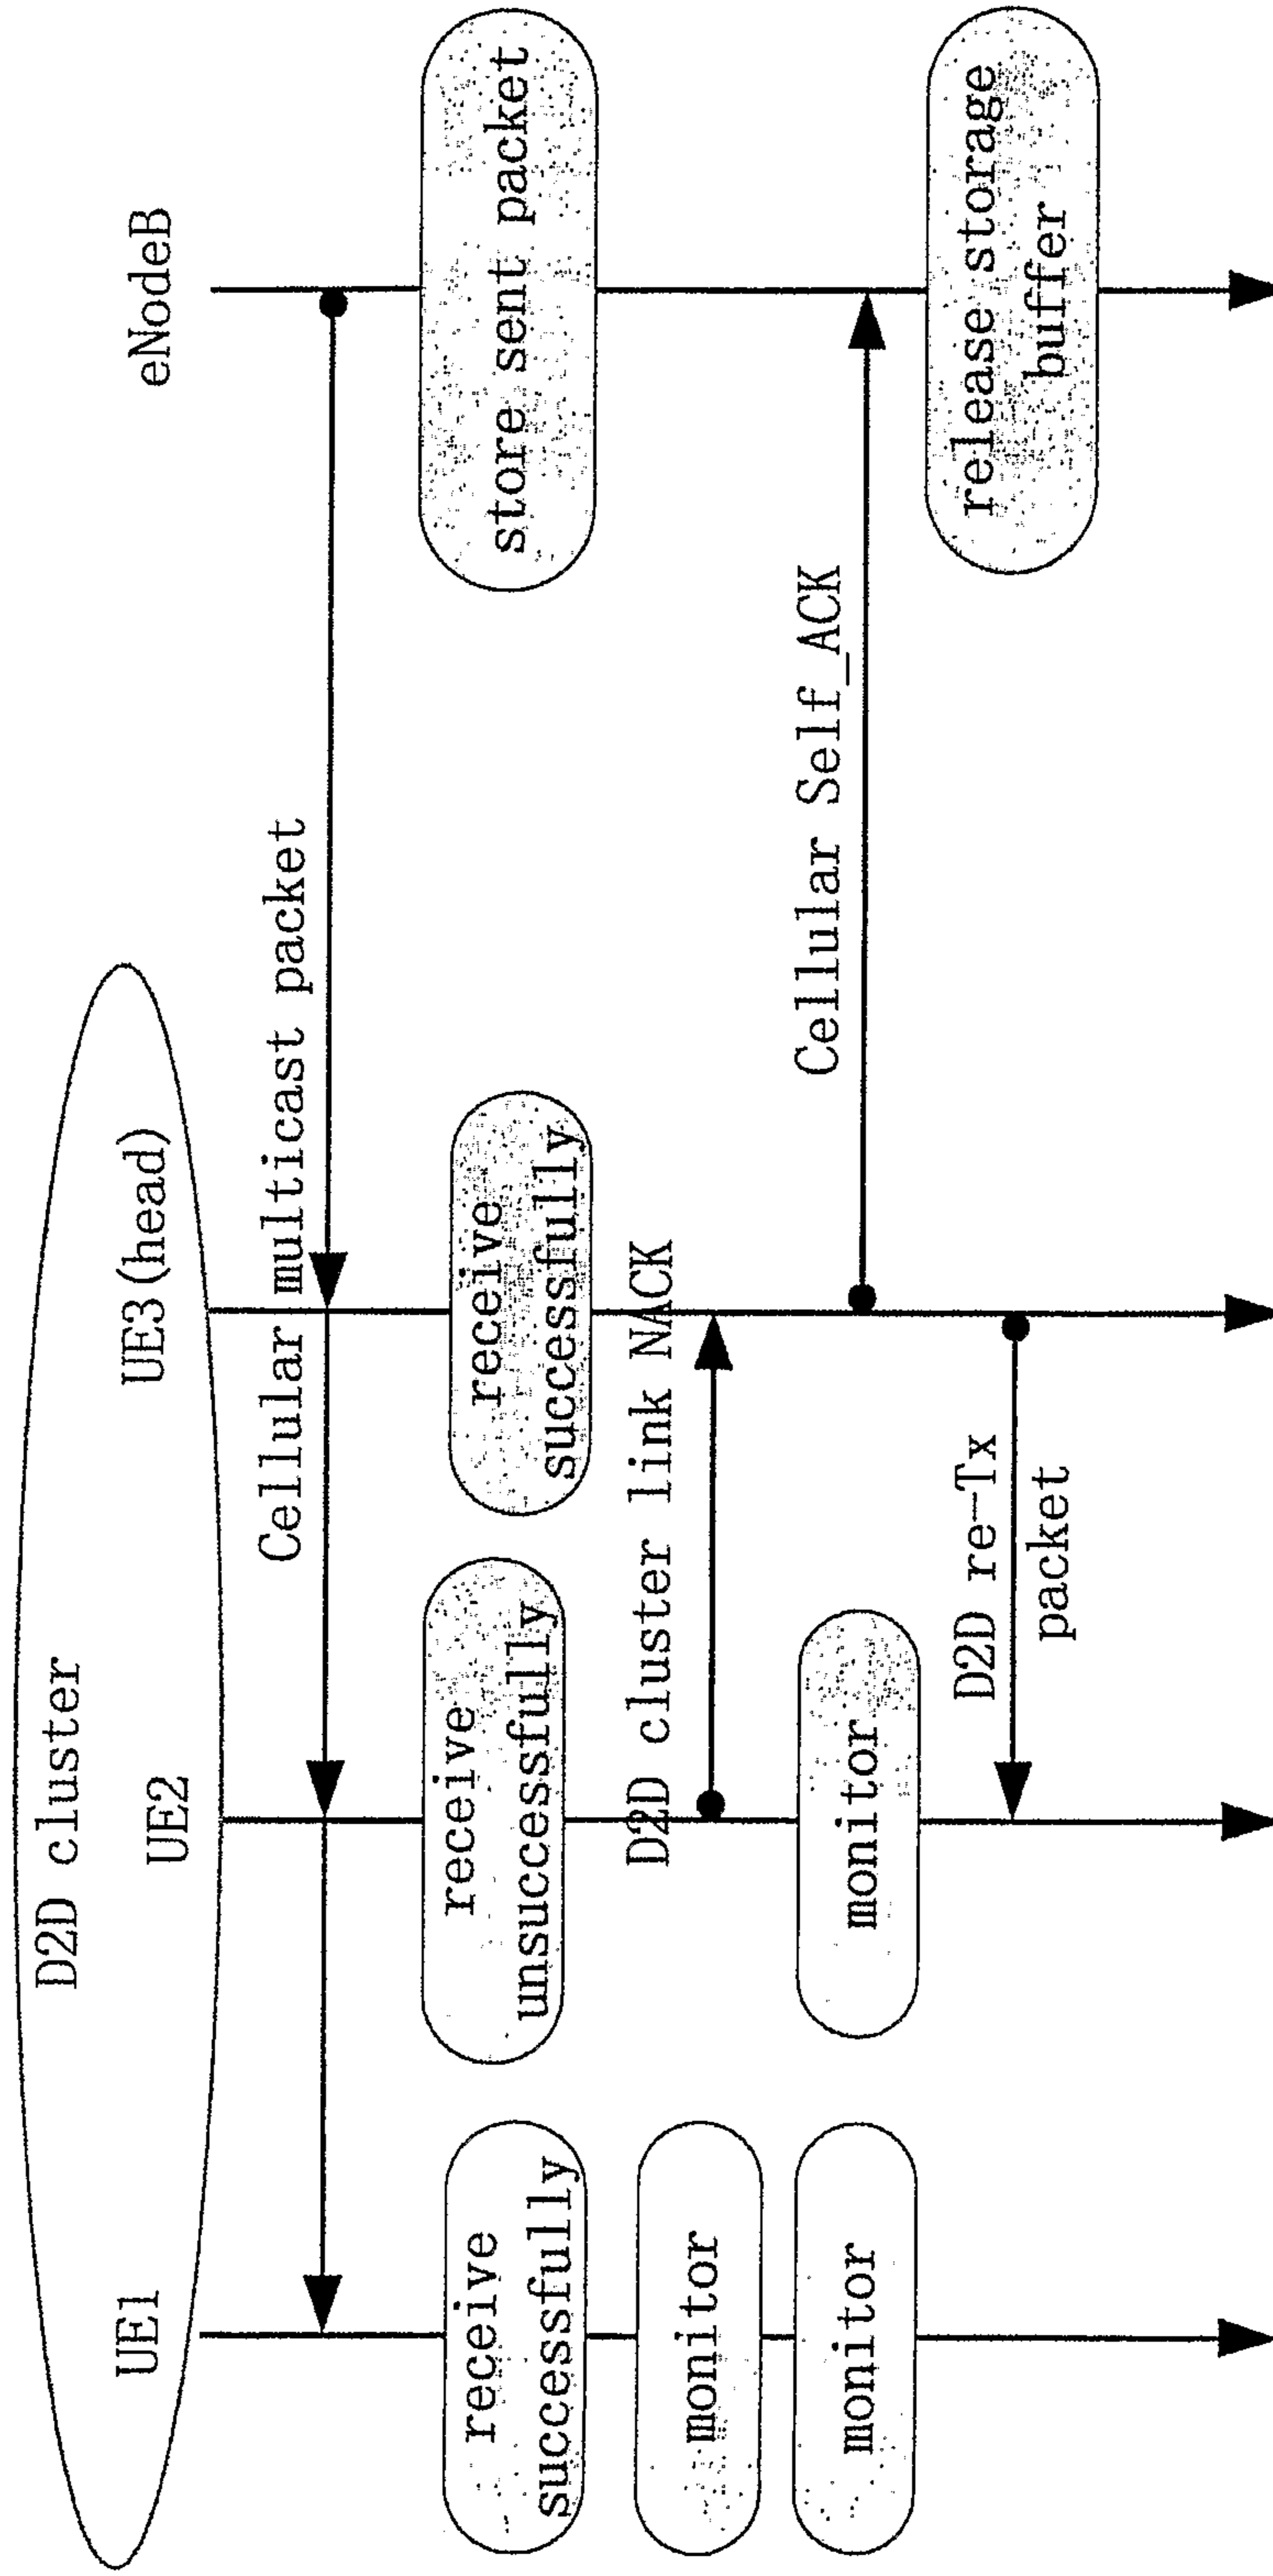 D2D cluster
UE1
UE2
UE3(head)
eNodeB
Cellular multicast packet
receive
successfully
receive
unsuccessfully
receive
successfully
store sent packet
monitor
D2D cluster link NACK
monitor
monitor
Cellular Self_ACK
D2D re-Tx
packet
release storage
buffer